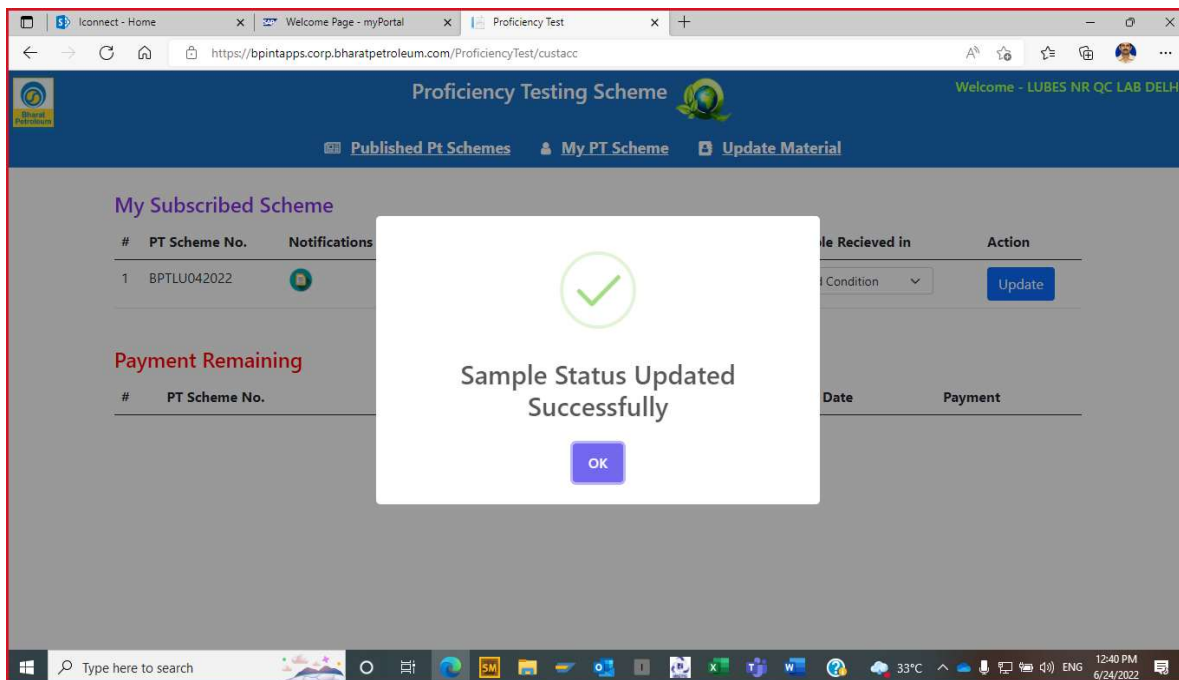 Iconnect - Home
Welcome Page - myPortal
Proficiency Test
https://bpintapps.corp.bharatpetroleum.com/ProficiencyTest/custacc
Bharat
Petroleum
Proficiency Testing Scheme
Welcome - LUBES NR QC LAB DELH
Published Pt Schemes
My PT Scheme
Update Material
My Subscribed Scheme
# PT Scheme No. Notifications le Recieved in Action
1 BPTLU042022 Condition Update
Sample Status Updated
Successfully
OK
Payment Remaining
# PT Scheme No. Date Payment
Type here to search
33°C
ENG
12:40 PM
6/24/2022